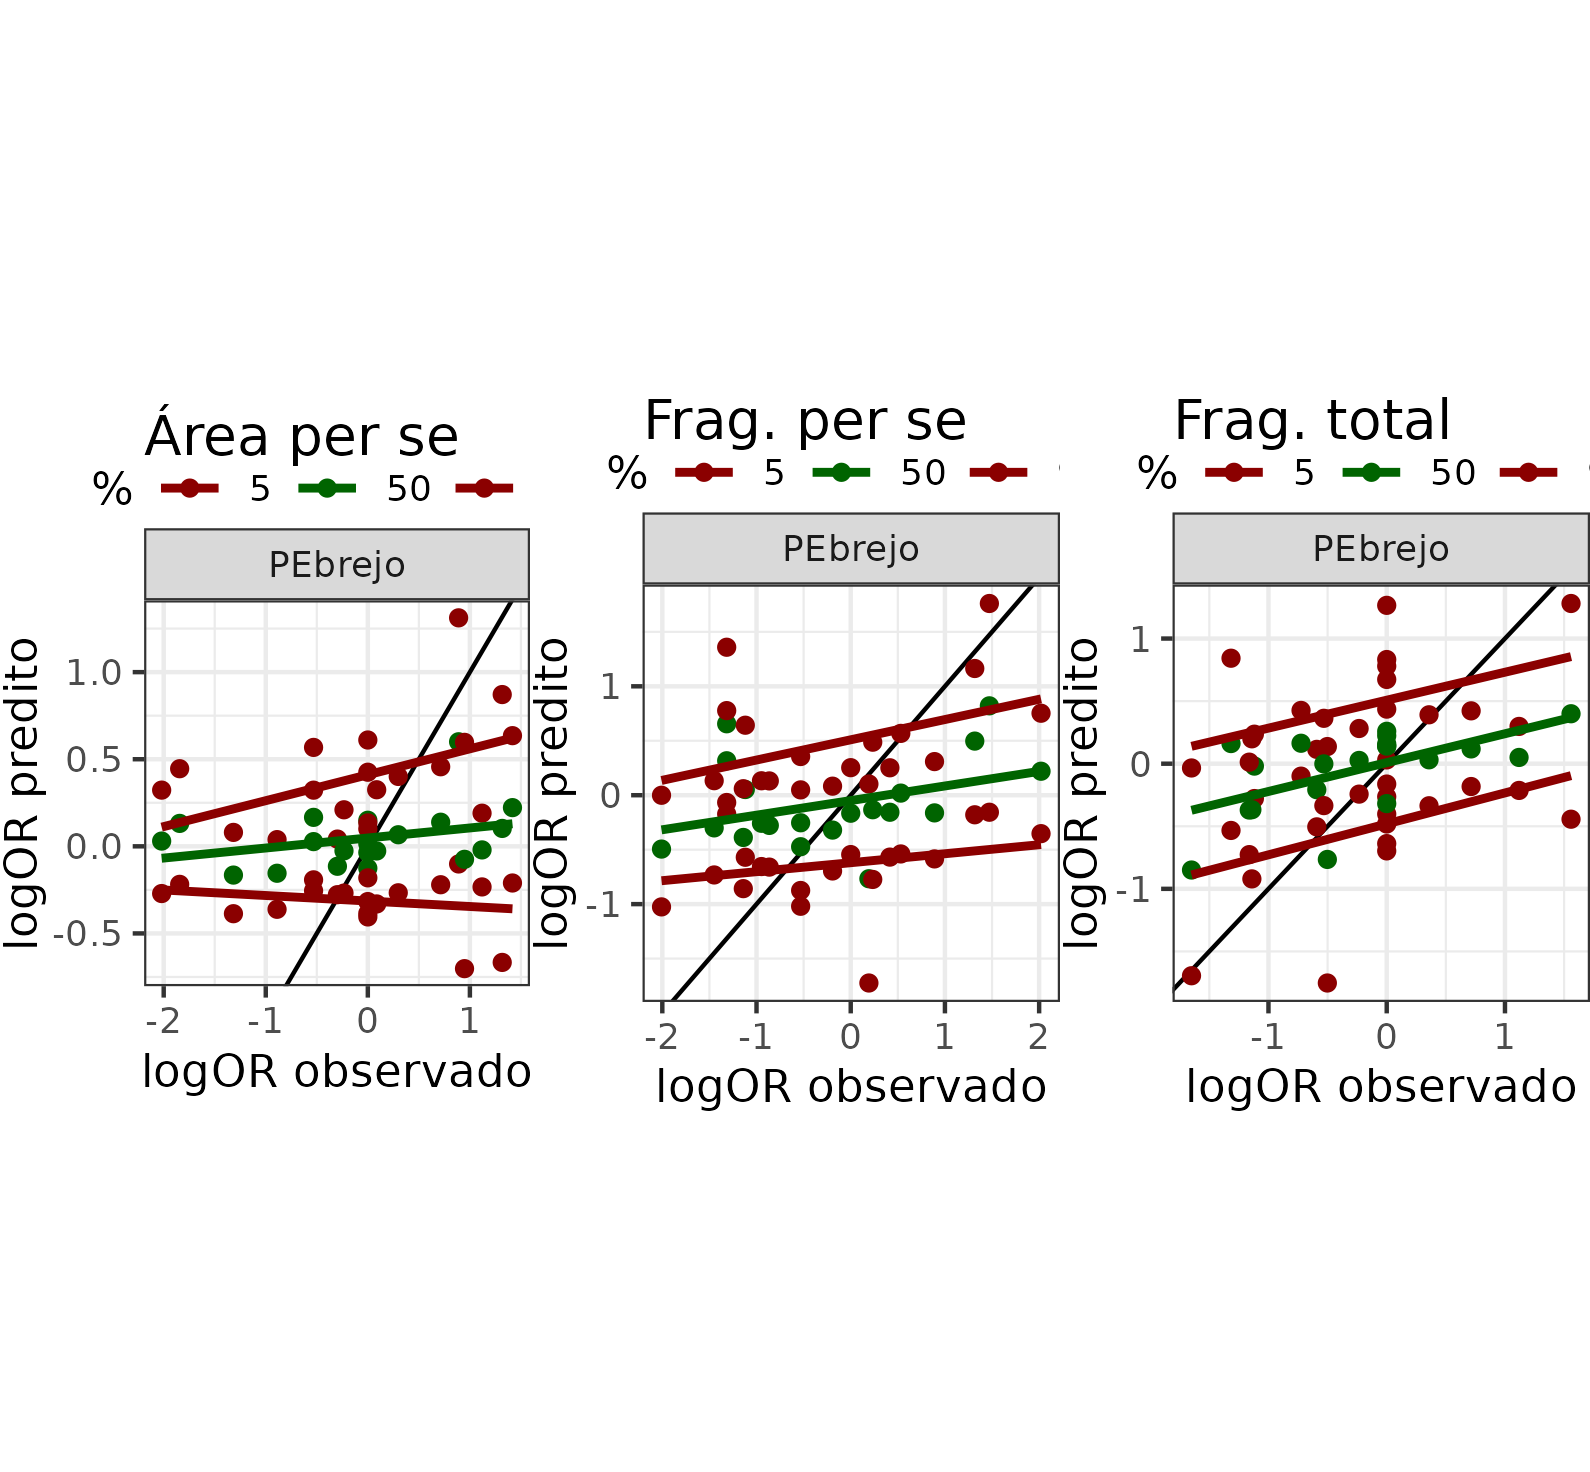 Área per se
% 5 50
PEbrejo
logOR predito
1.0
0.5
0.0
-0.5
-2 -1 0 1
logOR observado
Frag. per se
% 5 50
PEbrejo
logOR predito
1
0
-1
-2 -1 0 1 2
logOR observado
Frag. total
% 5 50
PEbrejo
logOR predito
1
0
-1
-1 0 1
logOR observado